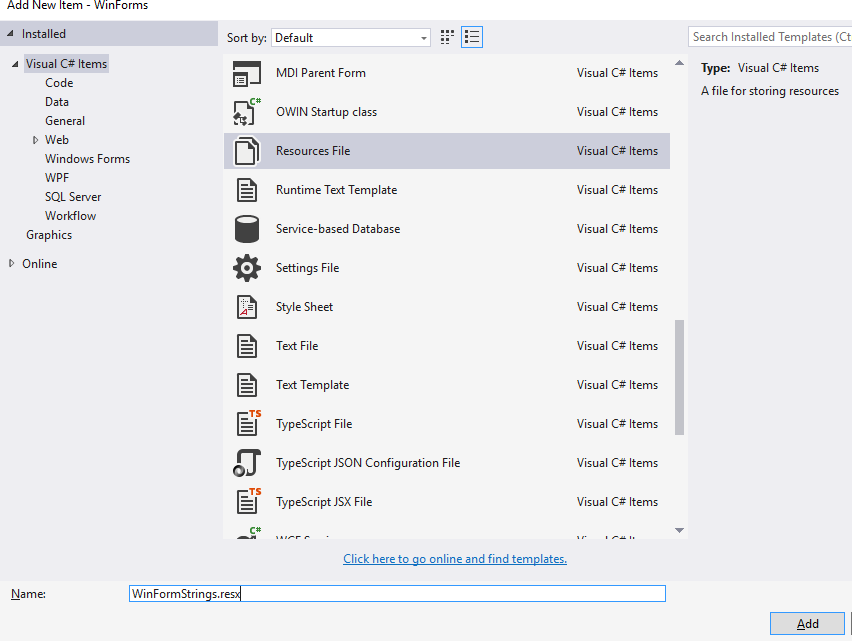 Add New Item - WinForms
Installed
Sort by: Default
Search Installed Templates (Ct
Visual C# Items
Code
Data
General
Web
Windows Forms
WPF
SQL Server
Workflow
Graphics
Online
MDI Parent Form Visual C# Items
C#
OWIN Startup class Visual C# Items
Resources File Visual C# Items
Runtime Text Template Visual C# Items
Service-based Database Visual C# Items
Settings File Visual C# Items
Style Sheet Visual C# Items
Text File Visual C# Items
Text Template Visual C# Items
TS
TypeScript File Visual C# Items
TypeScript JSON Configuration File Visual C# Items
TS
TypeScript JSX File Visual C# Items
C#
Type: Visual C# Items
A file for storing resources
Click here to go online and find templates.
Name: WinFormStrings.resx
Add